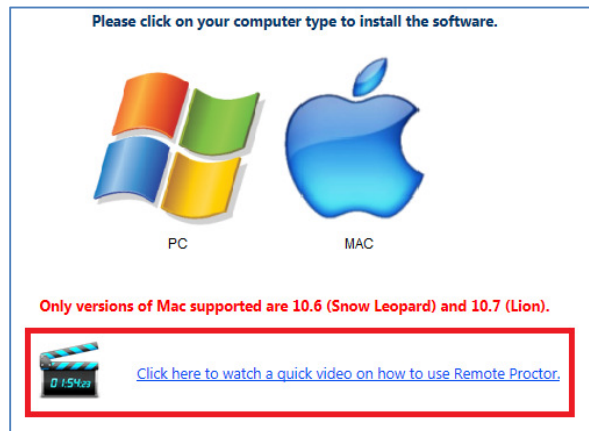 Please click on your computer type to install the software.
PC MAC
Only versions of Mac supported are 10.6 (Snow Leopard) and 10.7 (Lion).
01:54:23
Click here to watch a quick video on how to use Remote Proctor.